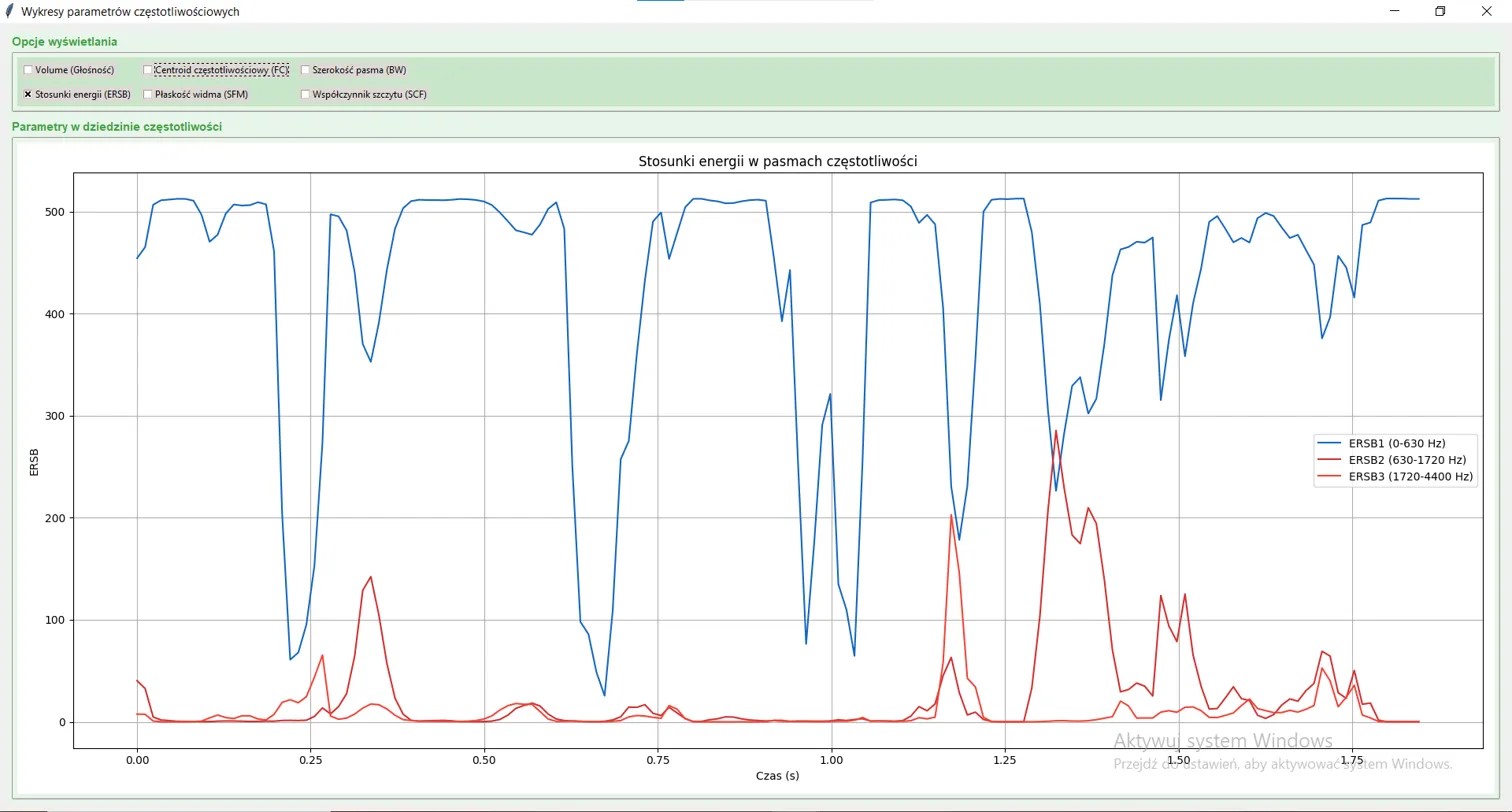 Wykresy parametrów częstotliwościowych
Opcje wyświetlania
Volume (Głośność) Centroid częstotliwościowy (FC) Szerokość pasma (BW)
Stosunki energii (ERSB) Płaskość widma (SFM) Współczynnik szczytu (SCF)
Parametry w dziedzinie częstotliwości
Stosunki energii w pasmach częstotliwości
500
400
300
200
100
0
ERSB
ERSB1 (0-630 Hz)
ERSB2 (630-1720 Hz)
ERSB3 (1720-4400 Hz)
Aktywuj system Windows
0.00 0.25 0.50 0.75 1.00 1.25 1.50 1.75
Przejdź do ustawień, aby aktywować system Windows.
Czas (s)